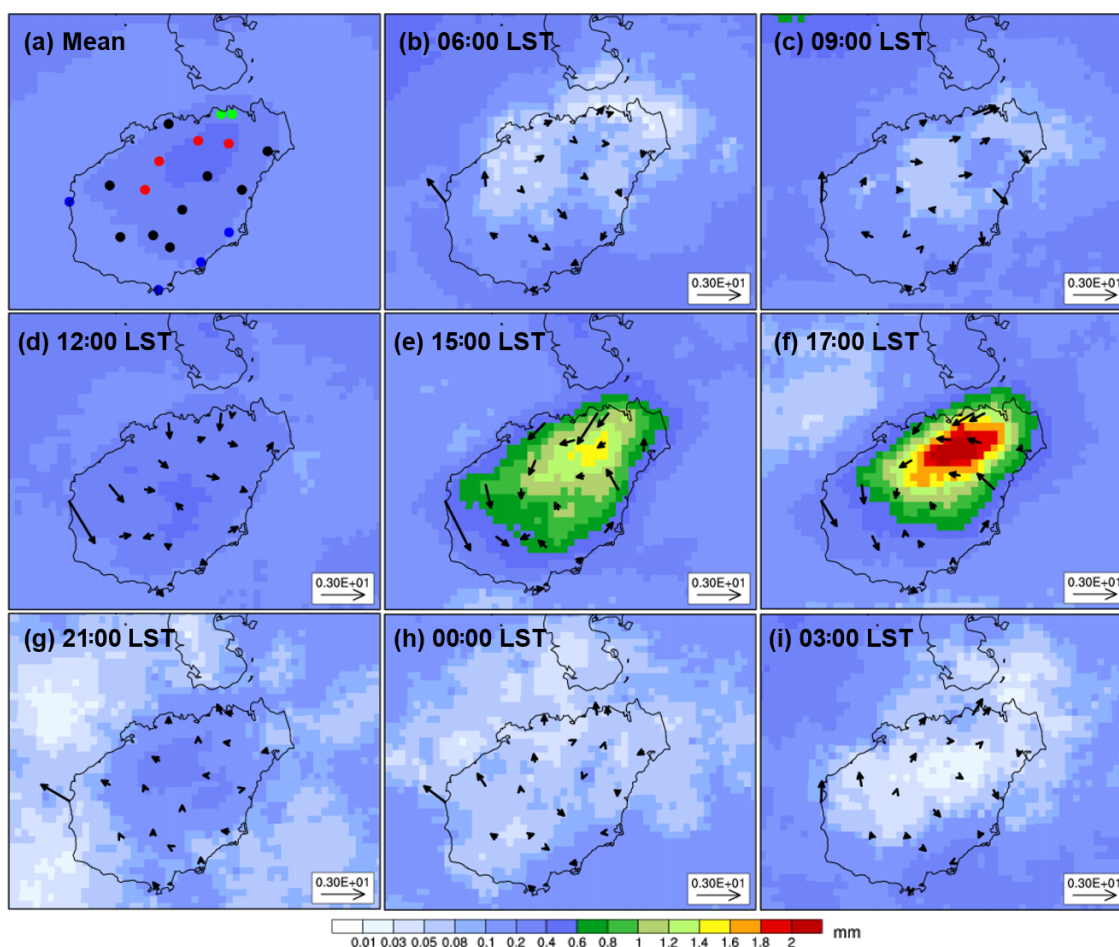 (a) Mean
(b) 06:00 LST
(c) 09:00 LST
0.30E+01
0.30E+01
(d) 12:00 LST
(e) 15:00 LST
(f) 17:00 LST
0.30E+01
0.30E+01
0.30E+01
(g) 21:00 LST
(h) 00:00 LST
(i) 03:00 LST
0.30E+01
0.30E+01
0.30E+01
0.01 0.03 0.05 0.08 0.1 0.2 0.4 0.6 0.8 1 1.2 1.4 1.6 1.8 2 mm